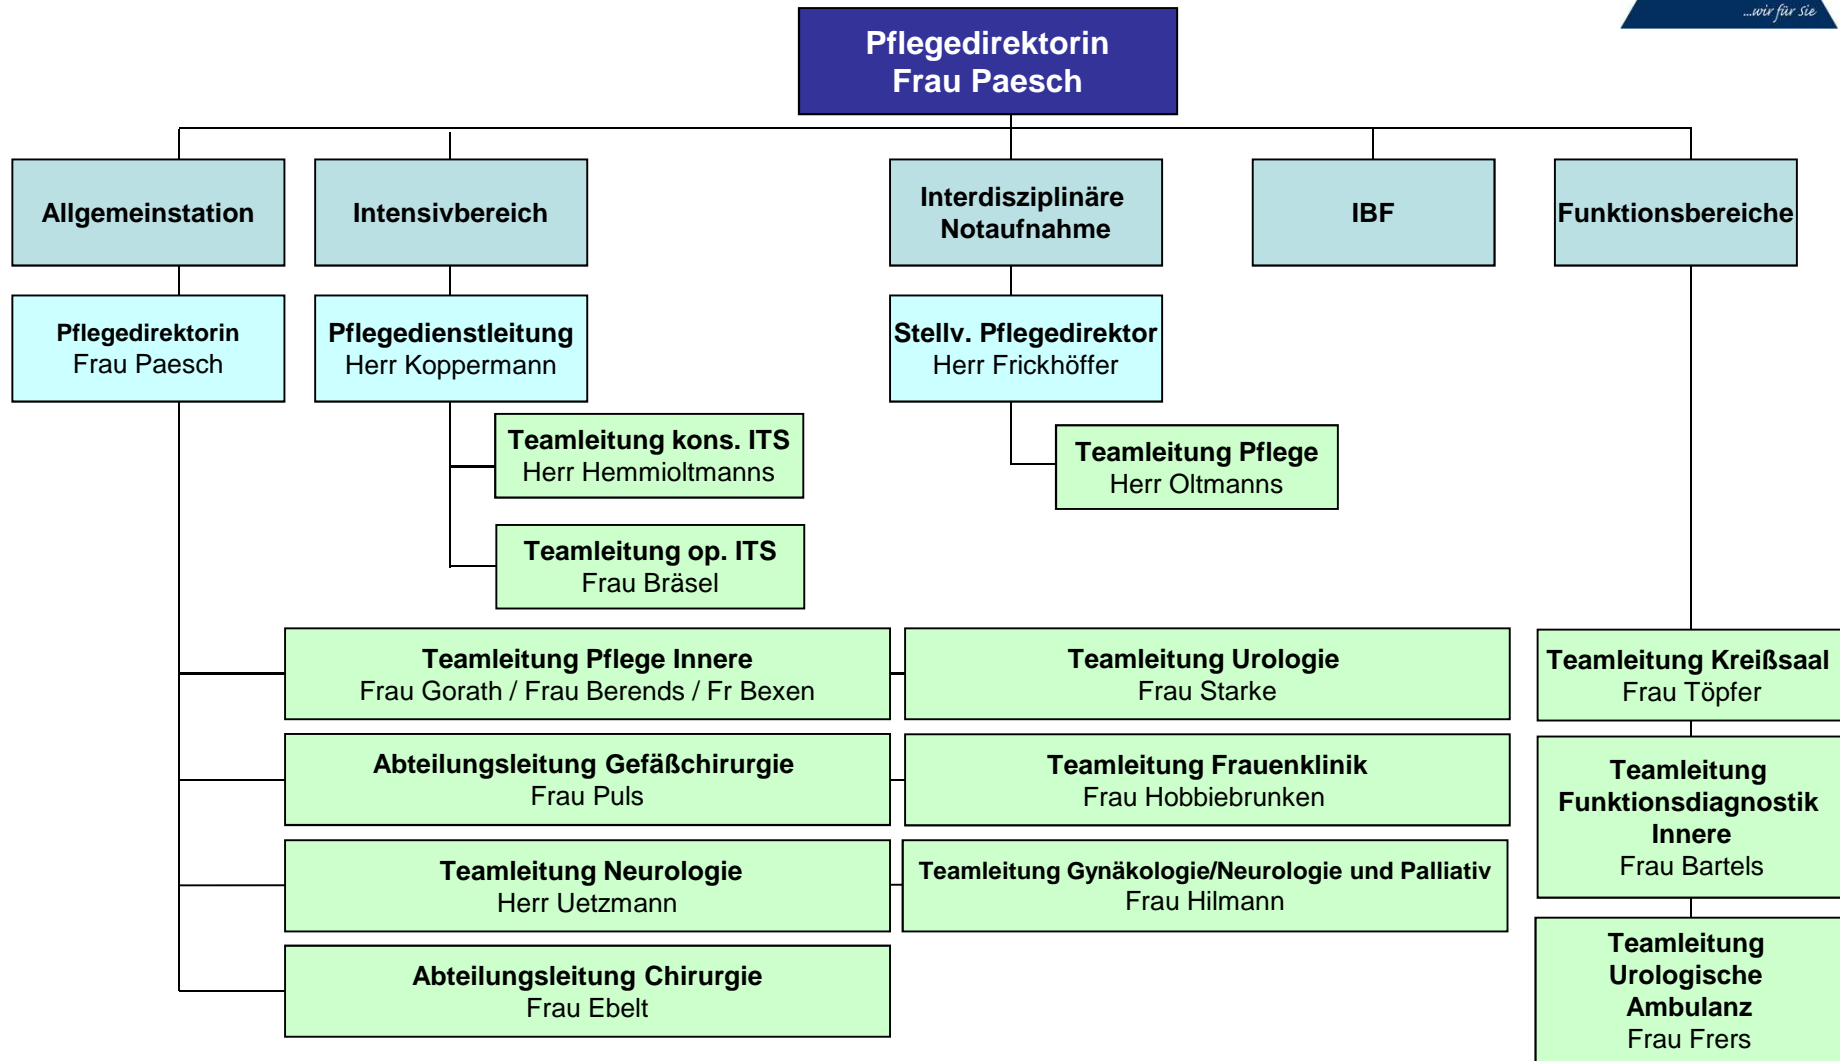 ...wir für Sie
Pflegedirektorin
Frau Paesch
Allgemeinstation
Intensivbereich
Interdisziplinäre
Notaufnahme
IBF
Funktionsbereiche
Pflegedirektorin
Frau Paesch
Pflegedienstleitung
Herr Koppermann
Stellv. Pflegedirektor
Herr Frickhöffer
Teamleitung kons. ITS
Herr Hemmioltmanns
Teamleitung Pflege
Herr Oltmanns
Teamleitung op. ITS
Frau Bräsel
Teamleitung Pflege Innere
Frau Gorath / Frau Berends / Fr Bexen
Teamleitung Urologie
Frau Starke
Teamleitung Kreißsaal
Frau Töpfer
Abteilungsleitung Gefäßchirurgie
Frau Puls
Teamleitung Frauenklinik
Frau Hobbiebrunken
Teamleitung
Funktionsdiagnostik
Innere
Frau Bartels
Teamleitung Neurologie
Herr Uetzmann
Teamleitung Gynäkologie/Neurologie und Palliativ
Frau Hilmann
Abteilungsleitung Chirurgie
Frau Ebelt
Teamleitung
Urologische
Ambulanz
Frau Frers